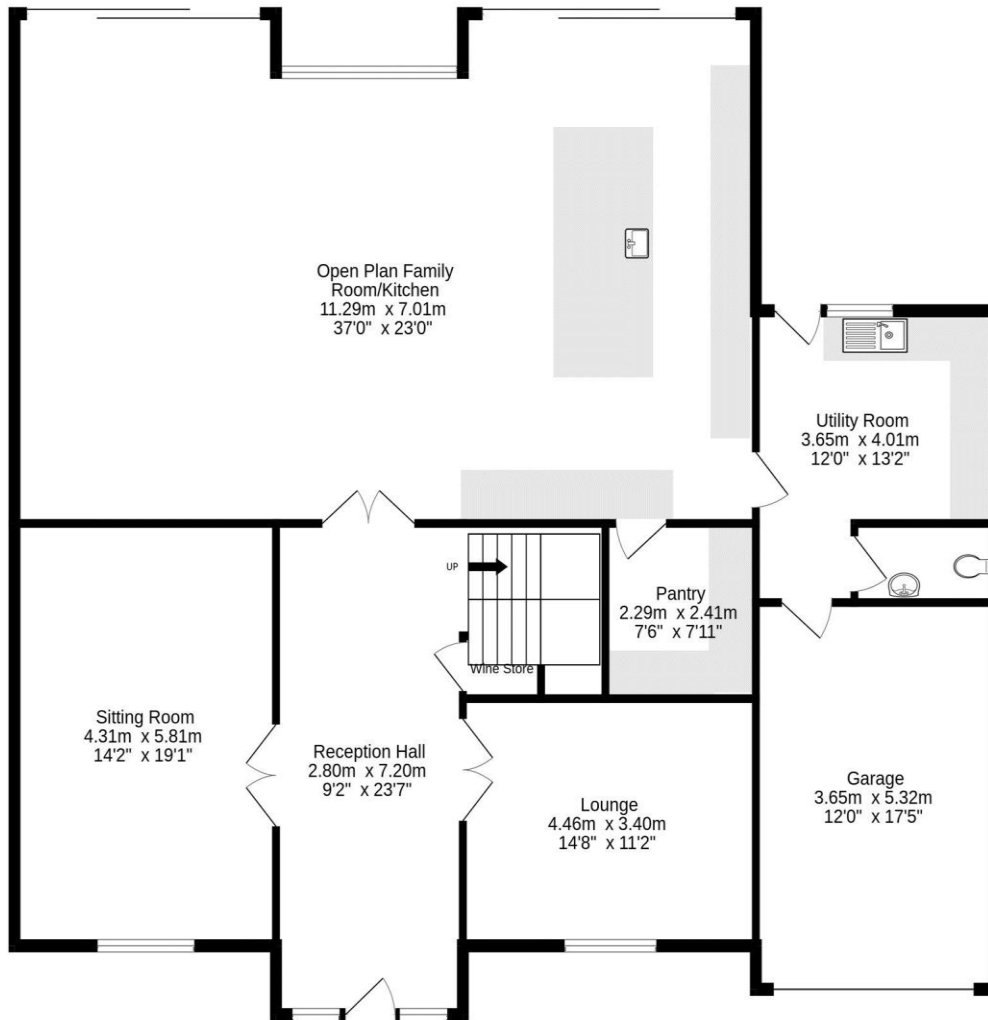 Open Plan Family
Room/Kitchen
11.29m x 7.01m
37'0" x 23'0"
Utility Room
3.65m x 4.01m
12'0" x 13'2"
UP
Pantry
2.29m x 2.41m
7'6" x 7'11"
Wine Store
Sitting Room
4.31m x 5.81m
14'2" x 19'1"
Reception Hall
2.80m x 7.20m
9'2" x 23'7"
Lounge
4.46m x 3.40m
14'8" x 11'2"
Garage
3.65m x 5.32m
12'0" x 17'5"